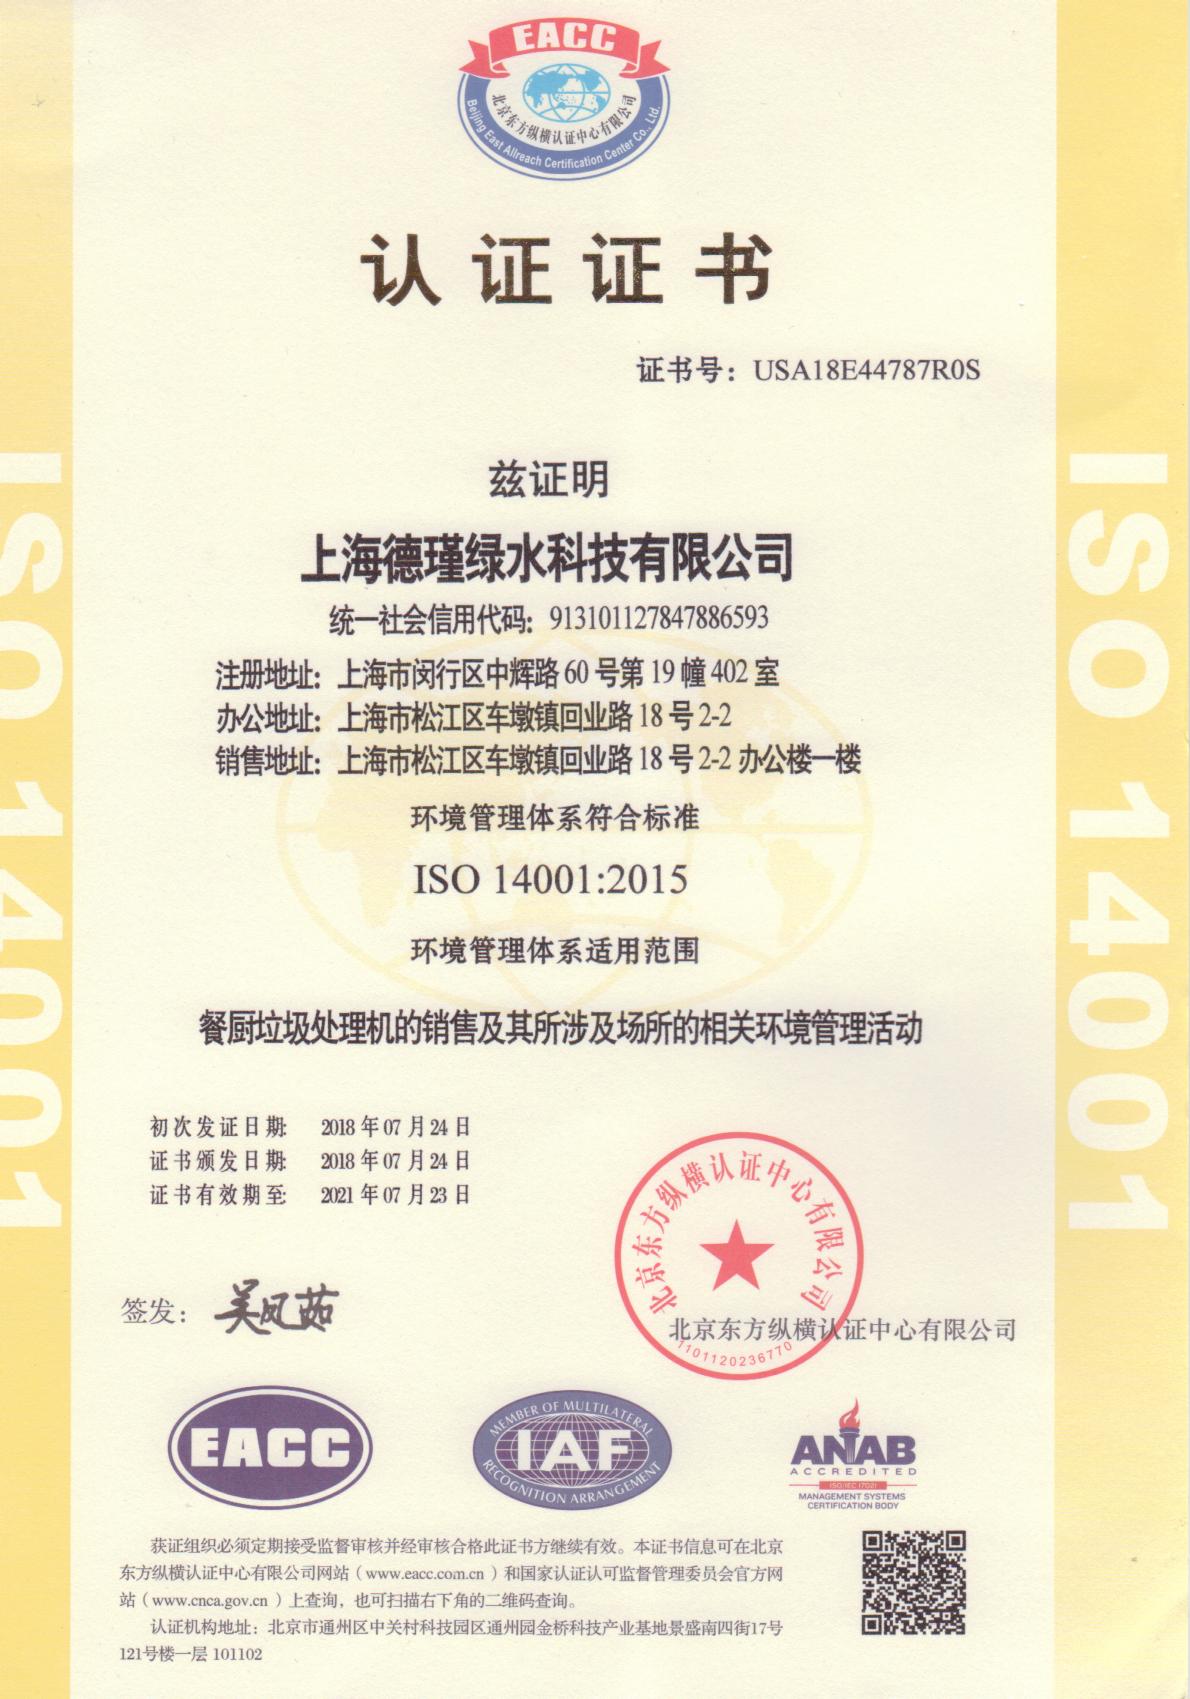 EACC
北京东方纵横认证中心有限公司
Beijing East Allreach Certification Center Co., Ltd.
认证证书
证书号：USA18E44787R0S
兹证明
上海德瑾绿水科技有限公司
统一社会信用代码：913101127847886593
注册地址：上海市闵行区中辉路60号第19幢402室
办公地址：上海市松江区车墩镇回业路18号2-2
销售地址：上海市松江区车墩镇回业路18号2-2办公楼一楼
环境管理体系符合标准
ISO 14001:2015
环境管理体系适用范围
餐厨垃圾处理机的销售及其所涉及场所的相关环境管理活动
初次发证日期: 2018年07月24日
证书颁发日期: 2018年07月24日
证书有效期至: 2021年07月23日
签发：吴凤茹
北京东方纵横认证中心有限公司
1101120236770
北京东方纵横认证中心有限公司
EACC
MEMBER OF MULTILATERAL
IAF
RECOGNITION ARRANGEMENT
ANAB
ACCREDITED
ISO/IEC 17021
MANAGEMENT SYSTEMS
CERTIFICATION BODY
获证组织必须定期接受监督审核并经审核合格此证书方继续有效。本证书信息可在北京
东方纵横认证中心有限公司网站（www.eacc.com.cn）和国家认证认可监督管理委员会官方网
站（www.cnca.gov.cn）上查询，也可扫描右下角的二维码查询。
认证机构地址：北京市通州区中关村科技园区通州园金桥科技产业基地景盛南四街17号
121号楼一层 101102
ISO 14001
ISO 14001